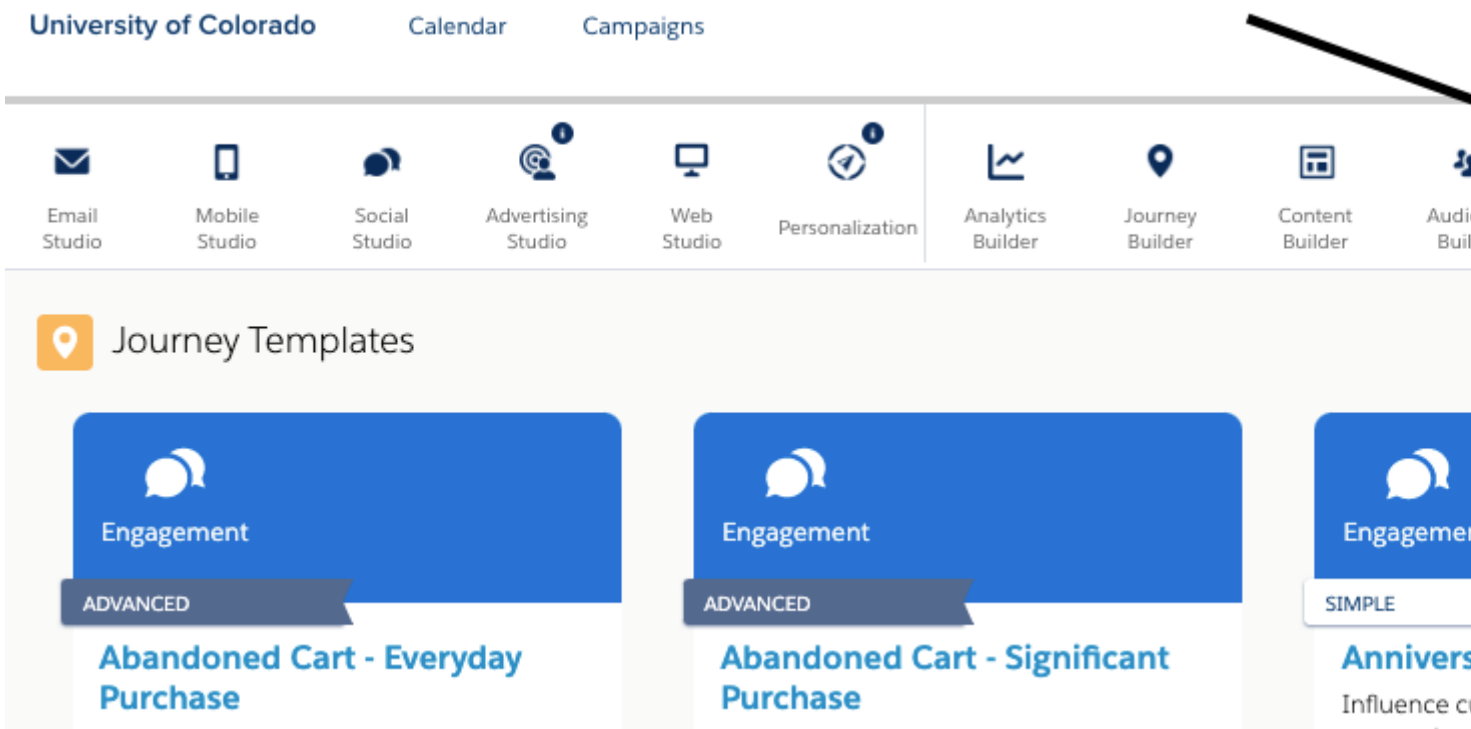 University of Colorado Calendar Campaigns
Email Studio
Mobile Studio
Social Studio
Advertising Studio
Web Studio
Personalization
Analytics Builder
Journey Builder
Content Builder
Journey Templates
Engagement
ADVANCED
Abandoned Cart - Everyday
Purchase
Engagement
ADVANCED
Abandoned Cart - Significant
Purchase
SIMPLE
Influence